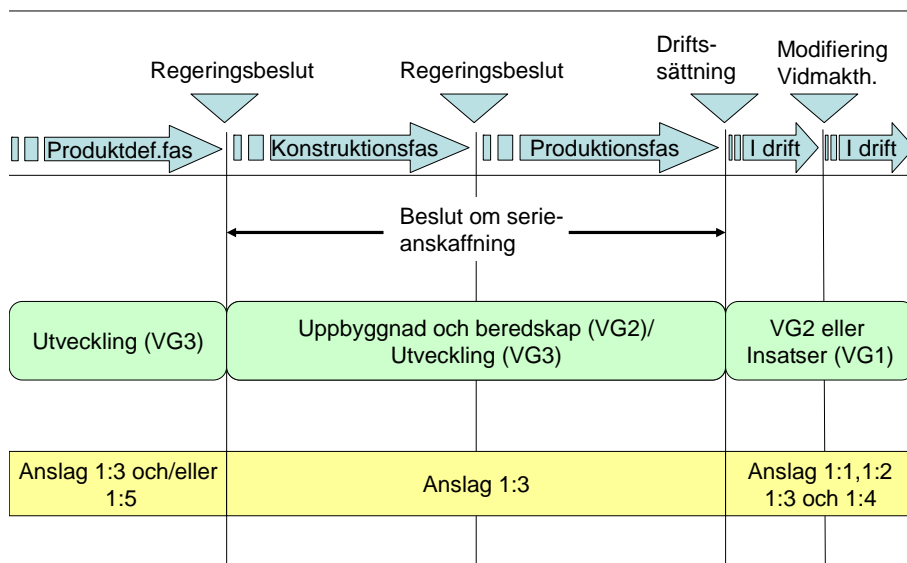 Regeringsbeslut
Regeringsbeslut
Drifts-
sättning
Modifiering
Vidmakth.
Produktdef.fas
Konstruktionsfas
Produktionsfas
I drift
I drift
Beslut om serie-
anskaffning
Utveckling (VG3)
Uppbyggnad och beredskap (VG2)/
Utveckling (VG3)
VG2 eller
Insatser (VG1)
Anslag 1:3 och/eller
1:5
Anslag 1:3
Anslag 1:1,1:2
1:3 och 1:4